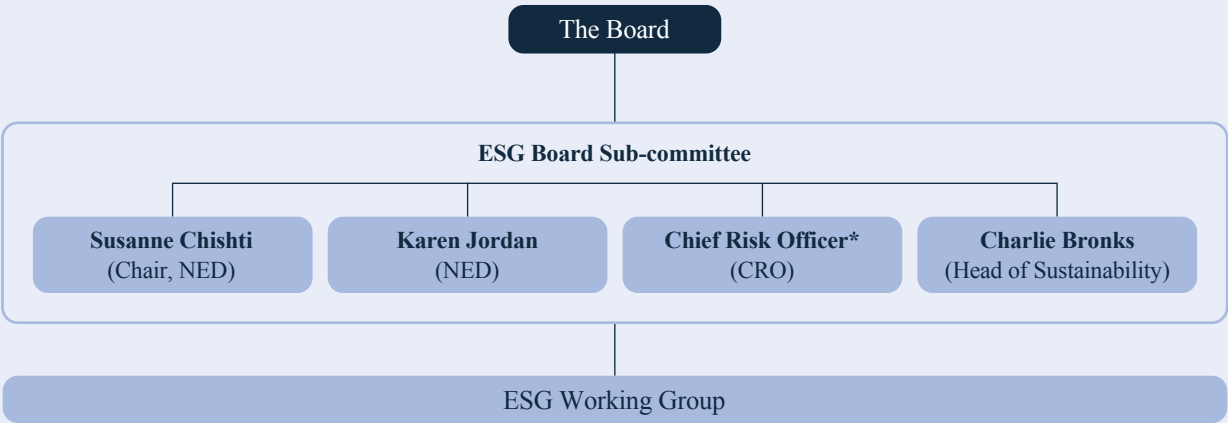 The Board
ESG Board Sub-committee
Susanne Chishti
(Chair, NED)
Karen Jordan
(NED)
Chief Risk Officer*
(CRO)
Charlie Bronks
(Head of Sustainability)
ESG Working Group